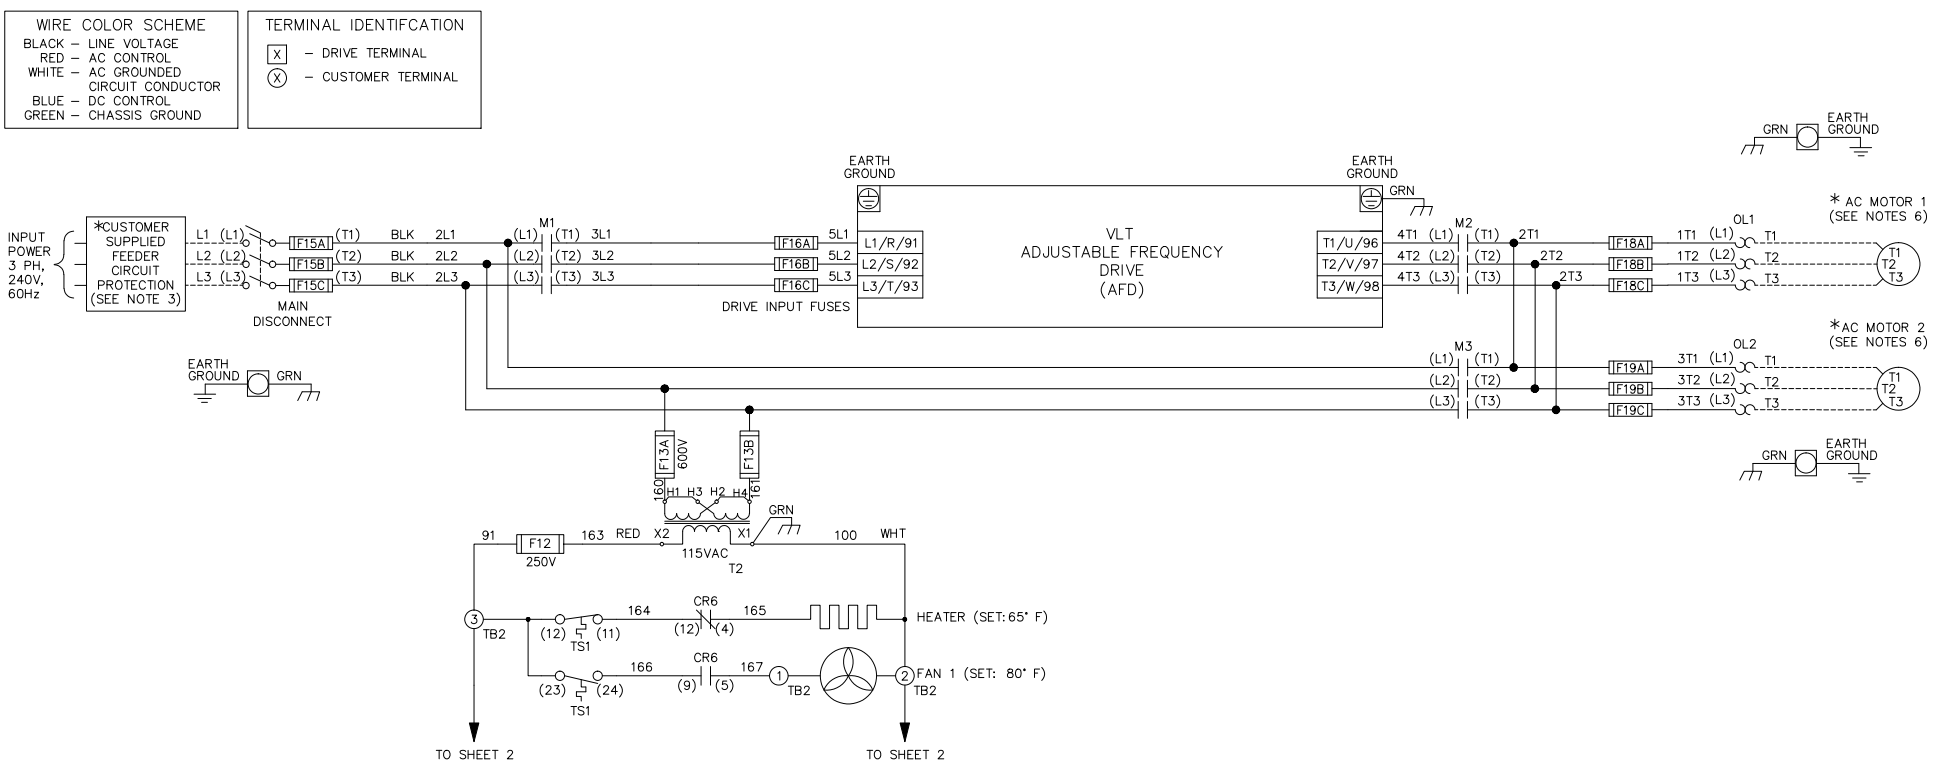 WIRE COLOR SCHEME
BLACK – LINE VOLTAGE
RED – AC CONTROL
WHITE – AC GROUNDED
CIRCUIT CONDUCTOR
BLUE – DC CONTROL
GREEN – CHASSIS GROUND
TERMINAL IDENTIFCATION
X – DRIVE TERMINAL
X – CUSTOMER TERMINAL
GRN
EARTH
GROUND
EARTH
GROUND
EARTH
GROUND
GRN
INPUT
POWER
3 PH,
240V,
60Hz
*CUSTOMER
SUPPLIED
FEEDER
CIRCUIT
PROTECTION
(SEE NOTE 3)
L1 (L1) F15A (T1) BLK 2L1 (L1) M1 (T1) 3L1 F16A 5L1 L1/R/91
L2 (L2) F15B (T2) BLK 2L2 (L2) (T2) 3L2 F16B 5L2 L2/S/92
L3 (L3) F15C (T3) BLK 2L3 (L3) (T3) 3L3 F16C 5L3 L3/T/93
MAIN
DISCONNECT
DRIVE INPUT FUSES
VLT
ADJUSTABLE FREQUENCY
DRIVE
(AFD)
* AC MOTOR 1
(SEE NOTES 6)
M2
OL1
T1/U/96 4T1 (L1) (T1) 2T1 F18A 1T1 (L1) T1
T2/V/97 4T2 (L2) (T2) 2T2 F18B 1T2 (L2) T2
T3/W/98 4T3 (L3) (T3) 2T3 F18C 1T3 (L3) T3
T1
T2
T3
*AC MOTOR 2
(SEE NOTES 6)
M3
OL2
(L1) (T1) F19A 3T1 (L1) T1
(L2) (T2) F19B 3T2 (L2) T2
(L3) (T3) F19C 3T3 (L3) T3
T1
T2
T3
EARTH
GROUND
GRN
GRN
EARTH
GROUND
F13A
600V
F13B
160
161
H1 H3 H2 H4
GRN
91 F12 163 RED X2 X1 100 WHT
250V
115VAC
T2
3
TB2
(12) (11)
TS1
164
CR6
(12) (4)
165
HEATER (SET:65° F)
(23) (24)
TS1
166
CR6
(9) (5)
167
1
TB2
2
TB2
FAN 1 (SET: 80° F)
TO SHEET 2
TO SHEET 2